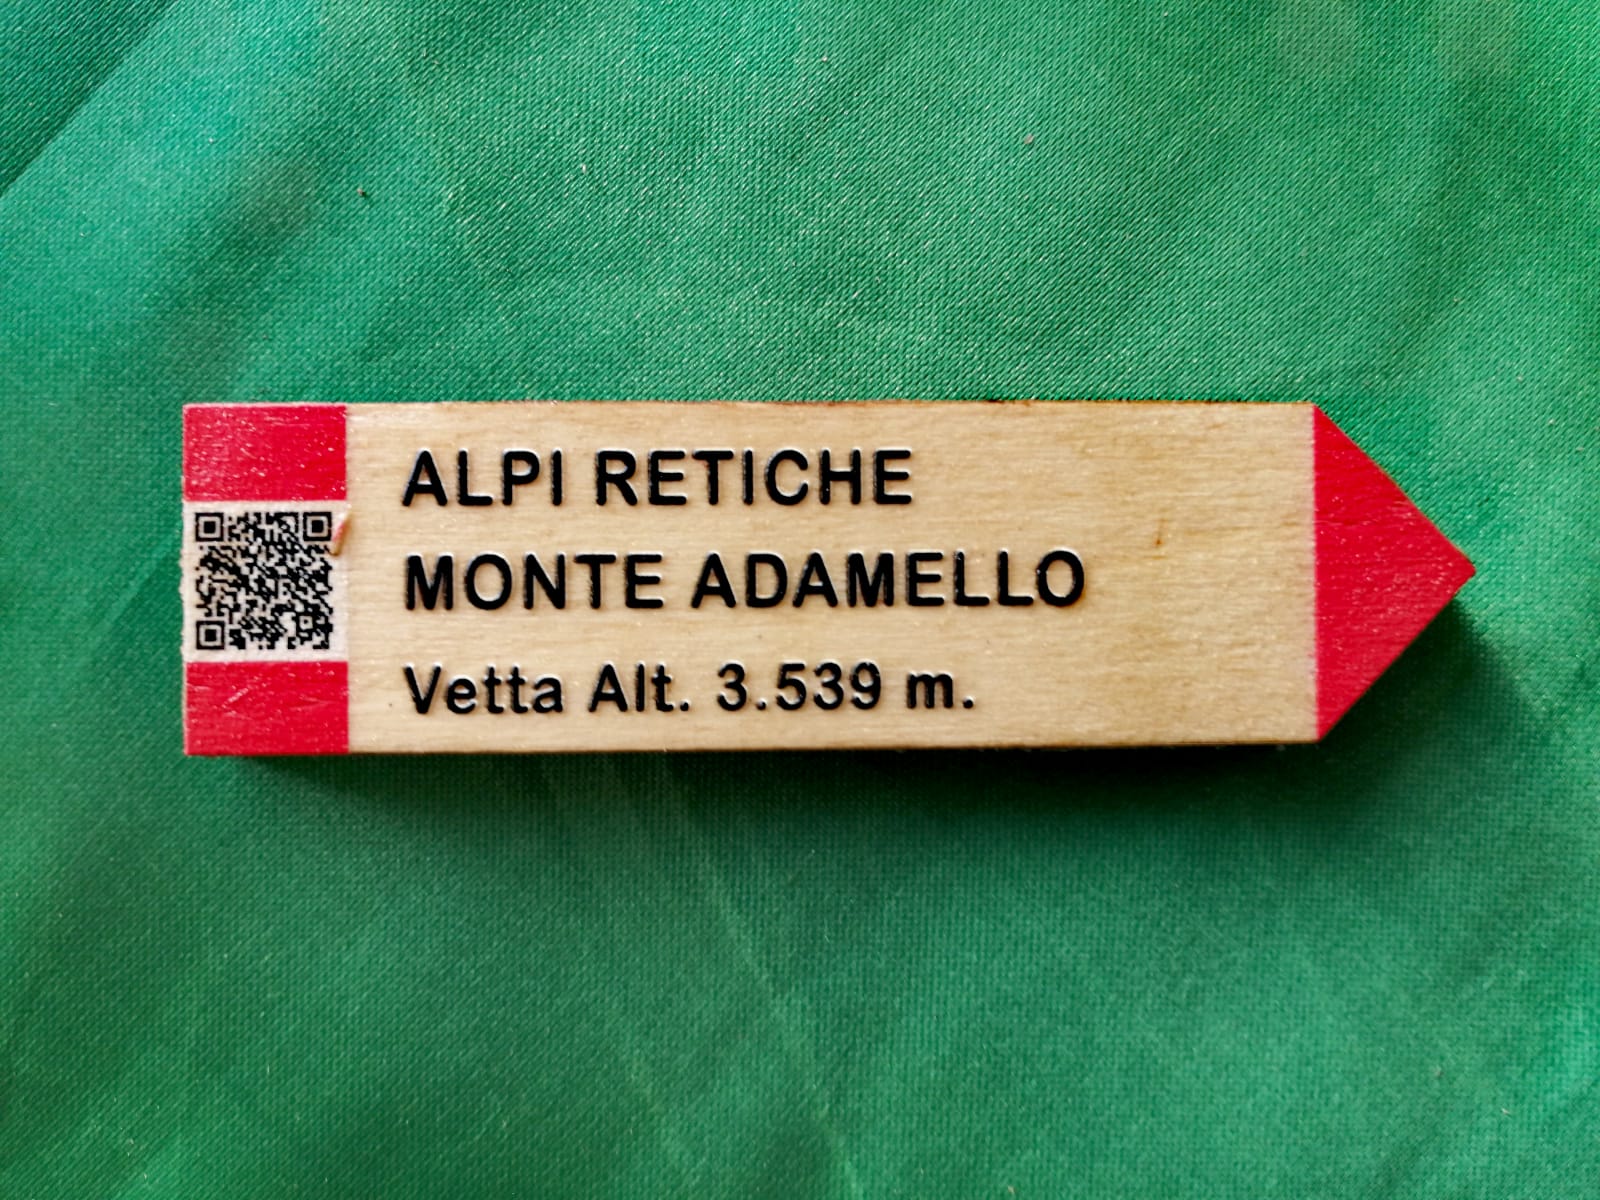 ALPI RETICHE
MONTE ADAMELLO
Vetta Alt. 3.539 m.